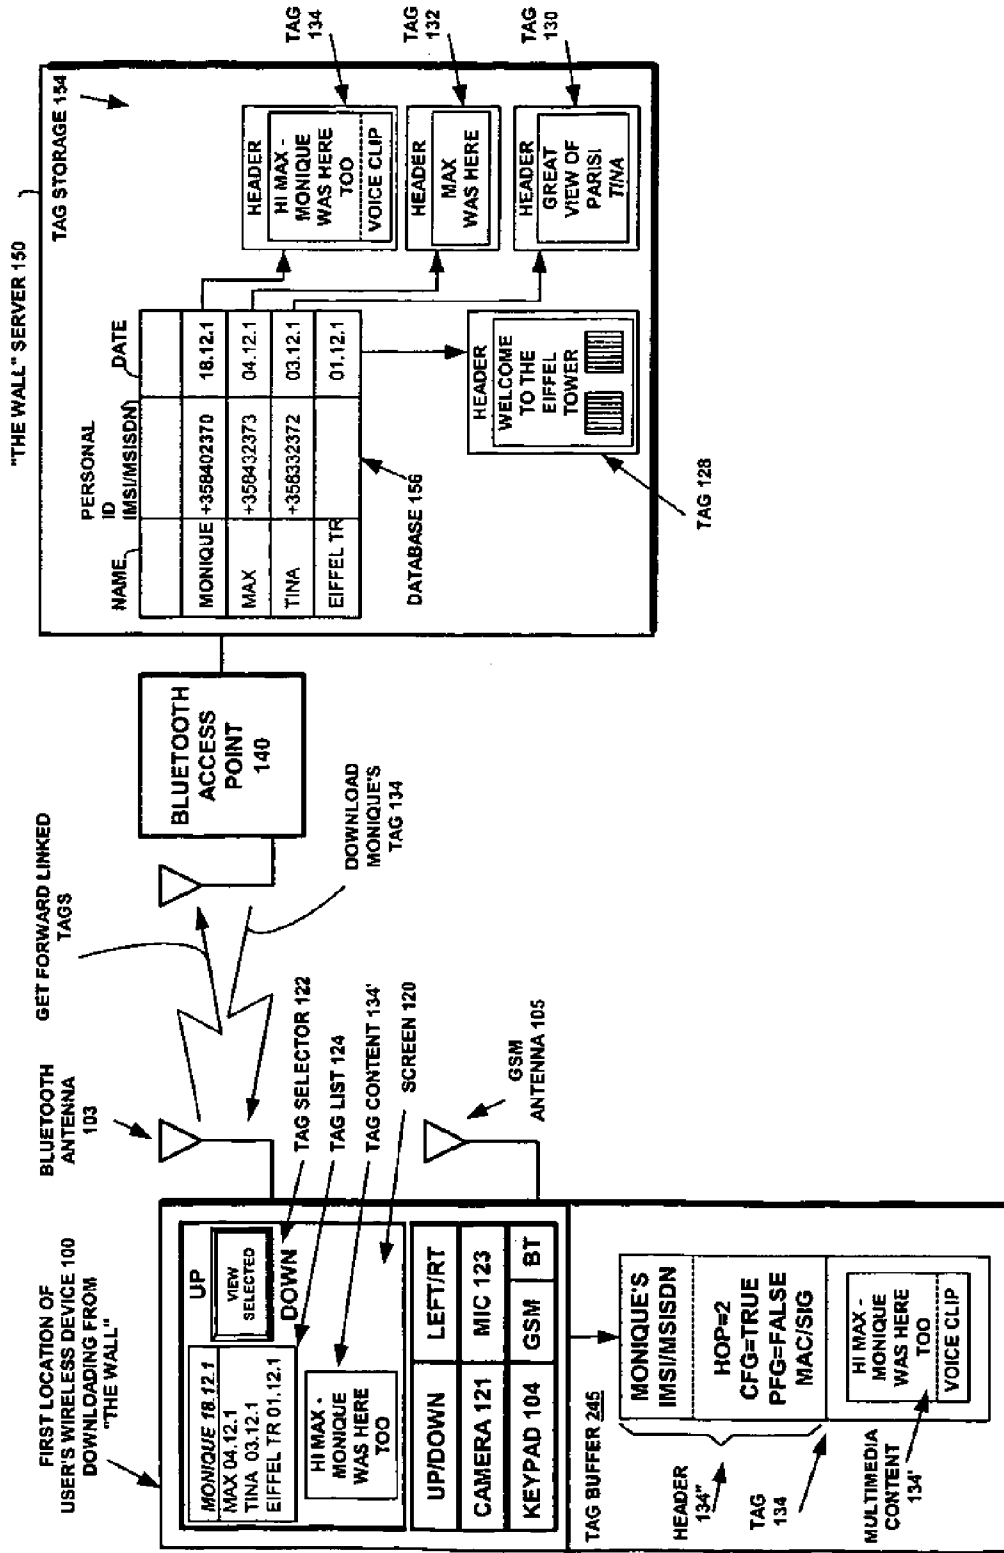 FIRST LOCATION OF
USER'S WIRELESS DEVICE 100
DOWNLOADING FROM
"THE WALL"
BLUETOOTH
ANTENNA
103
GET FORWARD LINKED
TAGS
"THE WALL" SERVER 150
UP
VIEW
SELECTED
DOWN
MONIQUE 18.12.1
MAX 04.12.1
TINA 03.12.1
EIFFEL TR 01.12.1
HI MAX -
MONIQUE
WAS HERE
TOO
TAG SELECTOR 122
TAG LIST 124
TAG CONTENT 134'
SCREEN 120
UP/DOWN
LEFT/RT
CAMERA 121
MIC 123
KEYPAD 104
GSM
BT
GSM
ANTENNA 105
DOWNLOAD
MONIQUE'S
TAG 134
BLUETOOTH
ACCESS
POINT
140
TAG BUFFER 245
MONIQUE'S
IMSI/MSISDN
HOP=2
CFG=TRUE
PFG=FALSE
MAC/SIG
HI MAX -
MONIQUE
WAS HERE
TOO
VOICE CLIP
HEADER
134"
TAG
134
MULTIMEDIA
CONTENT
134'
TAG STORAGE 154
NAME
PERSONAL
ID
IMSI/MSISDN
DATE
MONIQUE +358402370 18.12.1
MAX +358432373 04.12.1
TINA +358332372 03.12.1
EIFFEL TR 01.12.1
DATABASE 156
HEADER
HI MAX -
MONIQUE
WAS HERE
TOO
VOICE CLIP
TAG
134
HEADER
MAX
WAS HERE
TAG
132
HEADER
GREAT
VIEW OF
PARISI
TINA
TAG
130
HEADER
WELCOME
TO THE
EIFFEL
TOWER
TAG 128